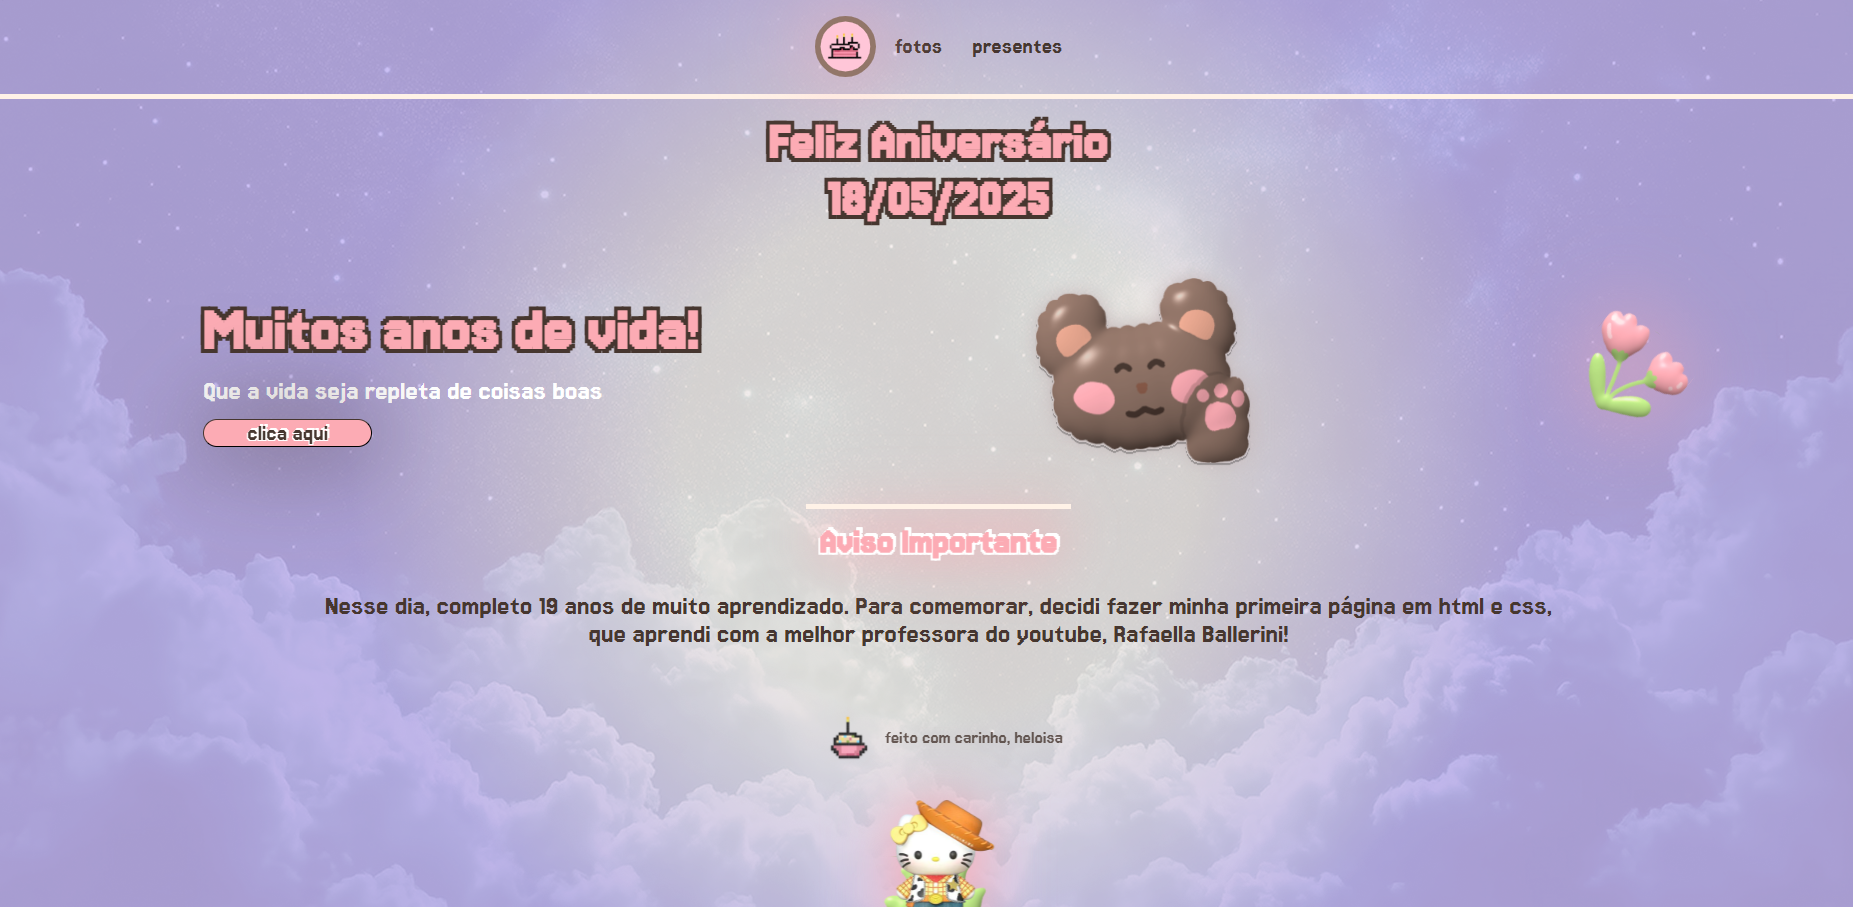 fotos presentes
Feliz Aniversário
18/05/2025
Muitos anos de vida!
Que a vida seja repleta de coisas boas
clica aqui
Aviso Importante
Nesse dia, completo 19 anos de muito aprendizado. Para comemorar, decidi fazer minha primeira página em html e css,
que aprendi com a melhor professora do youtube, Rafaella Ballerini!
feito com carinho, heloisa